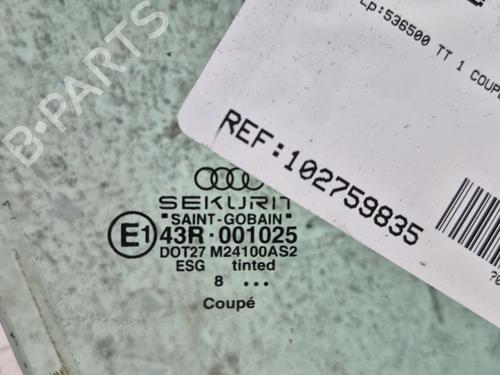 Lp:536500 TT 1 COUP
REF:102759835
B-PARTS
SEKURIT
SAINT-GOBAIN
E1 43R-001025
DOT27 M24100AS2
ESG tinted
8 ...
Coupé